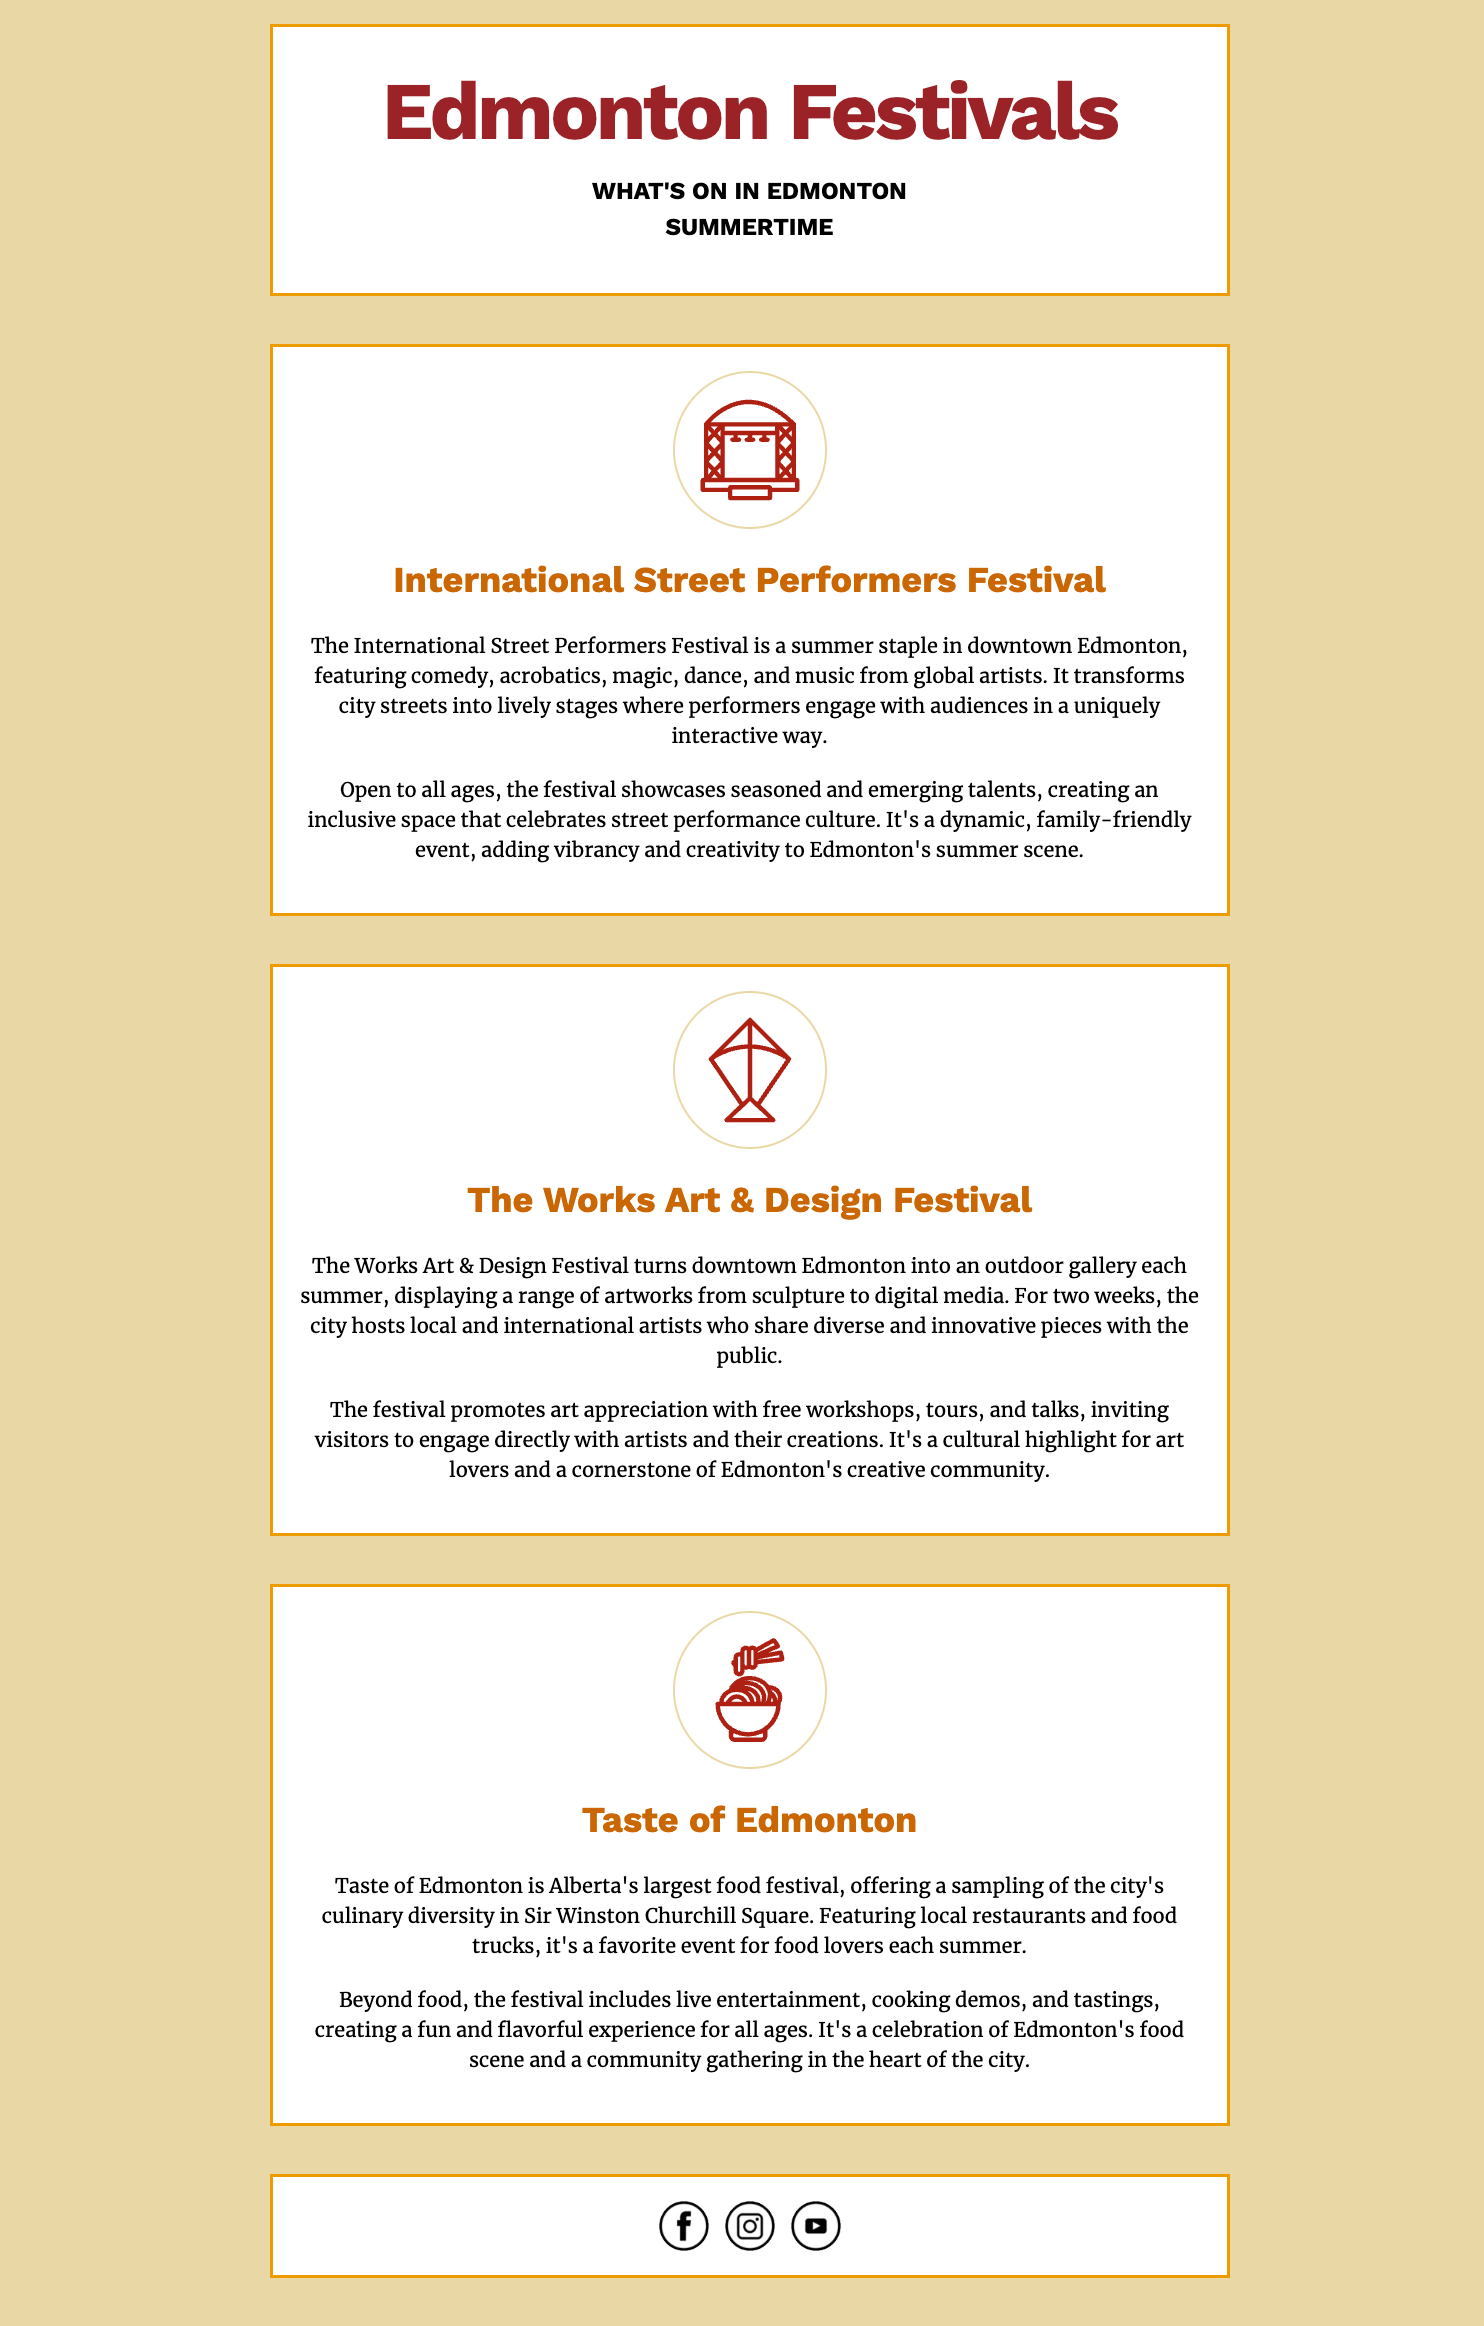 Edmonton Festivals
WHAT'S ON IN EDMONTON
SUMMERTIME
International Street Performers Festival
The International Street Performers Festival is a summer staple in downtown Edmonton,
featuring comedy, acrobatics, magic, dance, and music from global artists. It transforms
city streets into lively stages where performers engage with audiences in a uniquely
interactive way.
Open to all ages, the festival showcases seasoned and emerging talents, creating an
inclusive space that celebrates street performance culture. It's a dynamic, family-friendly
event, adding vibrancy and creativity to Edmonton's summer scene.
The Works Art & Design Festival
The Works Art & Design Festival turns downtown Edmonton into an outdoor gallery each
summer, displaying a range of artworks from sculpture to digital media. For two weeks, the
city hosts local and international artists who share diverse and innovative pieces with the
public.
The festival promotes art appreciation with free workshops, tours, and talks, inviting
visitors to engage directly with artists and their creations. It's a cultural highlight for art
lovers and a cornerstone of Edmonton's creative community.
Taste of Edmonton
Taste of Edmonton is Alberta's largest food festival, offering a sampling of the city's
culinary diversity in Sir Winston Churchill Square. Featuring local restaurants and food
trucks, it's a favorite event for food lovers each summer.
Beyond food, the festival includes live entertainment, cooking demos, and tastings,
creating a fun and flavorful experience for all ages. It's a celebration of Edmonton's food
scene and a community gathering in the heart of the city.